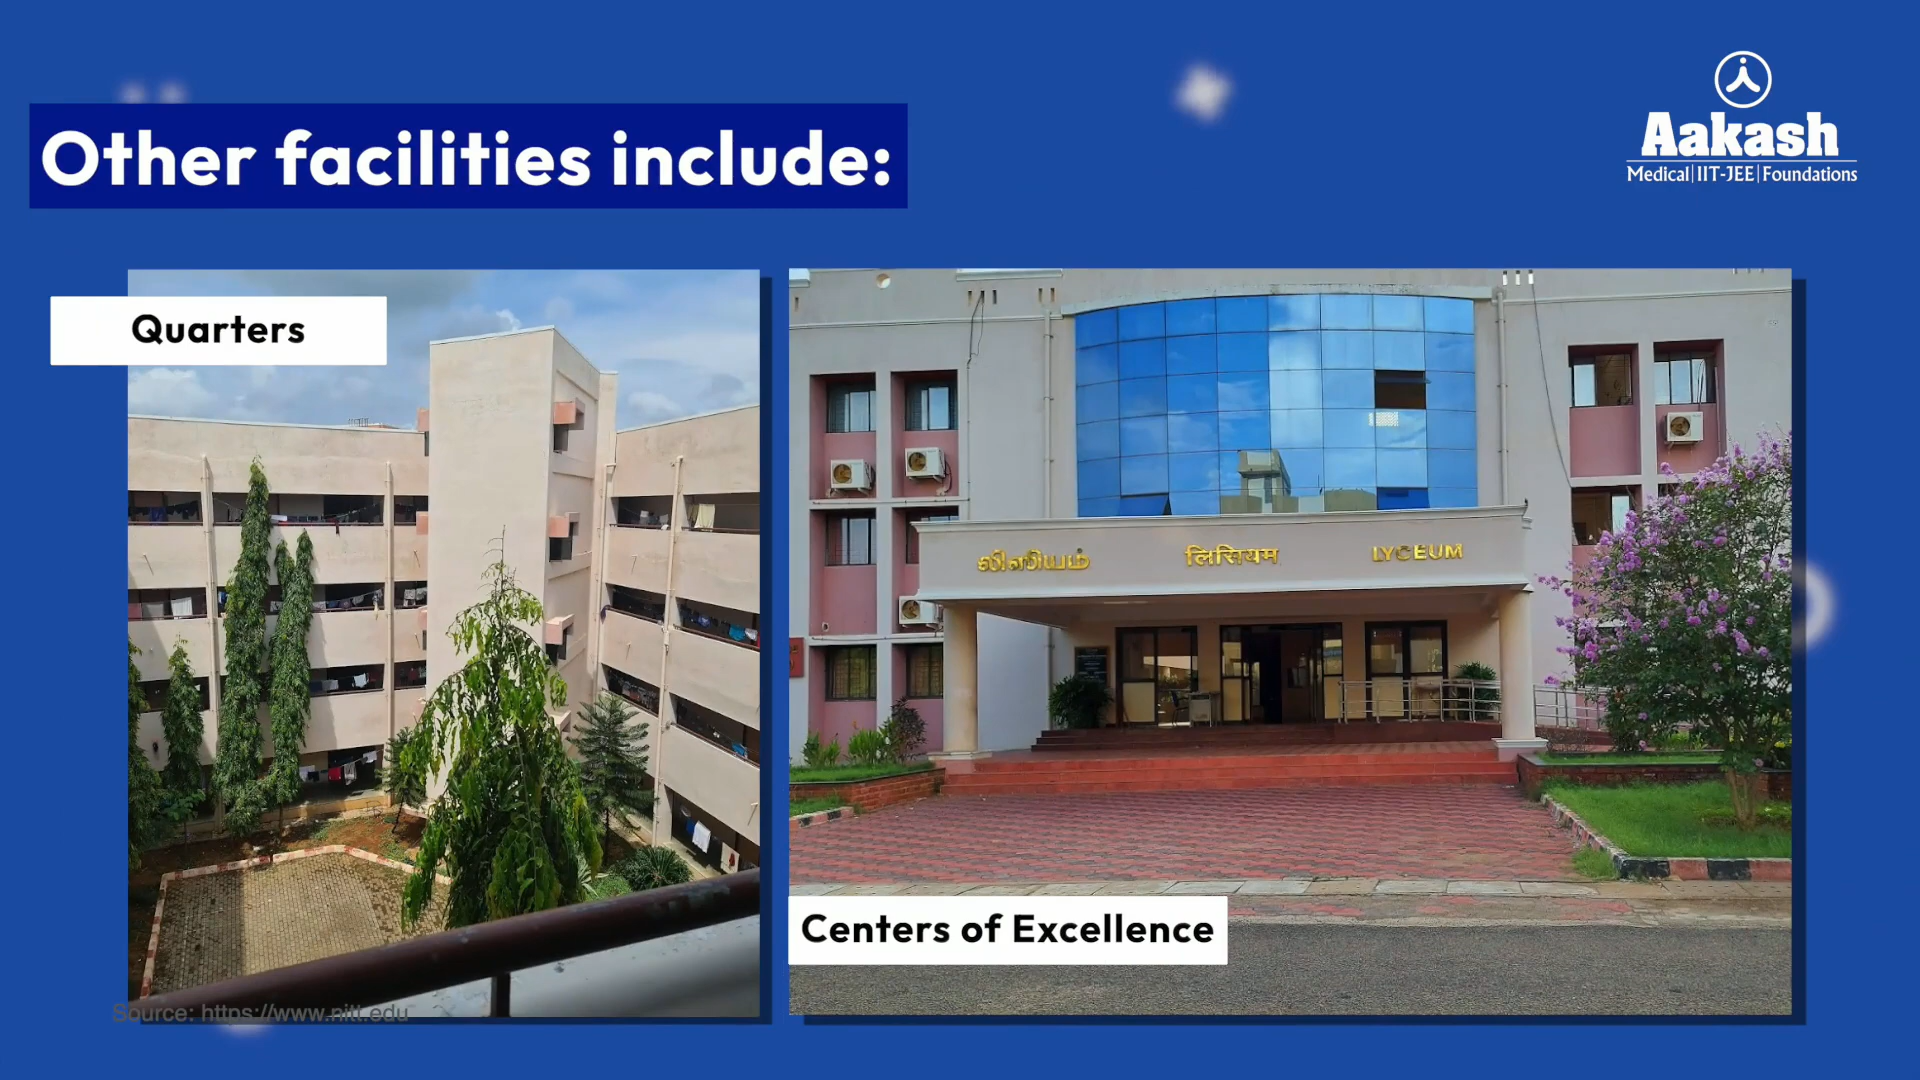 Aakash
Medical|IIT-JEE|Foundations
Other facilities include:
Quarters
லிஸியம் लिसियम LYCEUM
Centers of Excellence
Source: https://www.nitt.edu